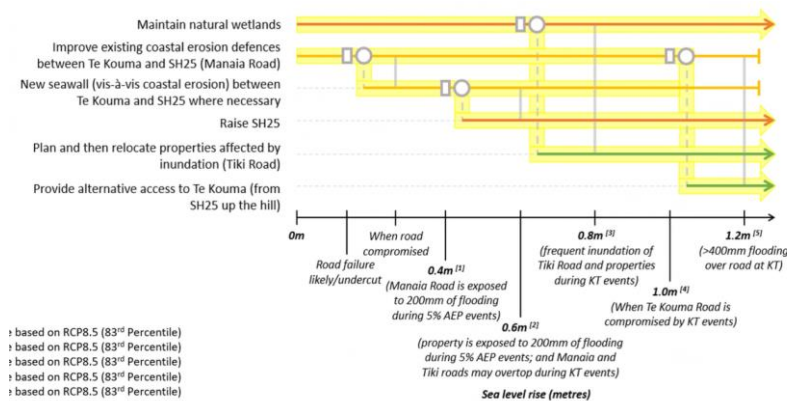 Maintain natural wetlands
Improve existing coastal erosion defences
between Te Kouma and SH25 (Manaia Road)
New seawall (vis-à-vis coastal erosion) between
Te Kouma and SH25 where necessary
Raise SH25
Plan and then relocate properties affected by
inundation (Tiki Road)
Provide alternative access to Te Kouma (from
SH25 up the hill)
0m
Road failure
likely/undercut
When road
compromised
0.4m [1]
(Manaia Road is exposed
to 200mm of flooding
during 5% AEP events)
0.6m [2]
(property is exposed to 200mm of flooding
during 5% AEP events; and Manaia and
Tiki roads may overtop during KT events)
0.8m [3]
(frequent inundation of
Tiki Road and properties
during KT events)
1.0m [4]
(When Te Kouma Road is
compromised by KT events)
1.2m [5]
(>400mm flooding
over road at KT)
Sea level rise (metres)
e based on RCP8.5 (83rd Percentile)
e based on RCP8.5 (83rd Percentile)
e based on RCP8.5 (83rd Percentile)
e based on RCP8.5 (83rd Percentile)
e based on RCP8.5 (83rd Percentile)